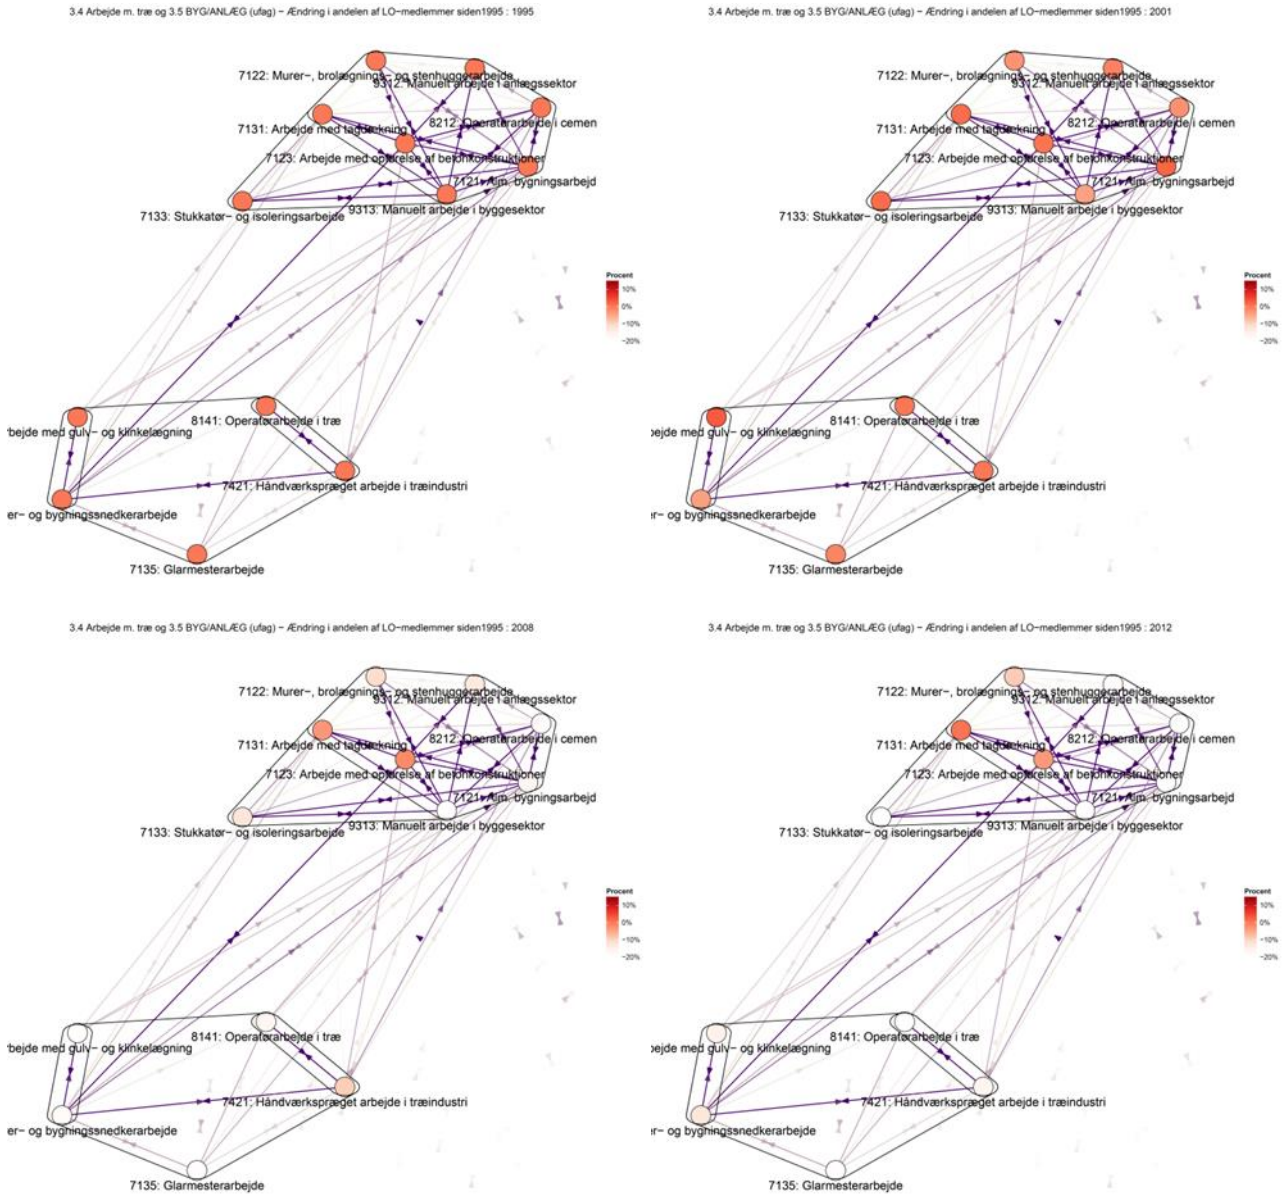 3.4 Arbejde m. træ og 3.5 BYG/ANLÆG (ufag) − Ændring i andelen af LO−medlemmer siden1995 : 1995
7122: Murer−, brolægnings− og stenhuggerarbejde
9312: Manuelt arbejde i anlægssektor
8212: Operatørarbejde i cemen
7131: Arbejde med tagdækning
7123: Arbejde med opførelse af betonkonstruktioner
7121: Alm. bygningsarbejd
7133: Stukkatør− og isoleringsarbejde
9313: Manuelt arbejde i byggesektor
Procent
10%
0%
−10%
−20%
8141: Operatørarbejde i træ
rbejde med gulv− og klinkelægning
7421: Håndværkspræget arbejde i træindustri
er− og bygningssnedkerarbejde
7135: Glarmesterarbejde
3.4 Arbejde m. træ og 3.5 BYG/ANLÆG (ufag) − Ændring i andelen af LO−medlemmer siden1995 : 2001
7122: Murer−, brolægnings− og stenhuggerarbejde
9312: Manuelt arbejde i anlægssektor
8212: Operatørarbejde i cemen
7131: Arbejde med tagdækning
7123: Arbejde med opførelse af betonkonstruktioner
7121: Alm. bygningsarbejd
7133: Stukkatør− og isoleringsarbejde
9313: Manuelt arbejde i byggesektor
Procent
10%
0%
−10%
−20%
8141: Operatørarbejde i træ
bejde med gulv− og klinkelægning
7421: Håndværkspræget arbejde i træindustri
r− og bygningssnedkerarbejde
7135: Glarmesterarbejde
3.4 Arbejde m. træ og 3.5 BYG/ANLÆG (ufag) − Ændring i andelen af LO−medlemmer siden1995 : 2008
7122: Murer−, brolægnings− og stenhuggerarbejde
9312: Manuelt arbejde i anlægssektor
8212: Operatørarbejde i cemen
7131: Arbejde med tagdækning
7123: Arbejde med opførelse af betonkonstruktioner
7121: Alm. bygningsarbejd
7133: Stukkatør− og isoleringsarbejde
9313: Manuelt arbejde i byggesektor
Procent
10%
0%
−10%
−20%
8141: Operatørarbejde i træ
rbejde med gulv− og klinkelægning
7421: Håndværkspræget arbejde i træindustri
er− og bygningssnedkerarbejde
7135: Glarmesterarbejde
3.4 Arbejde m. træ og 3.5 BYG/ANLÆG (ufag) − Ændring i andelen af LO−medlemmer siden1995 : 2012
7122: Murer−, brolægnings− og stenhuggerarbejde
9312: Manuelt arbejde i anlægssektor
8212: Operatørarbejde i cemen
7131: Arbejde med tagdækning
7123: Arbejde med opførelse af betonkonstruktioner
7121: Alm. bygningsarbejd
7133: Stukkatør− og isoleringsarbejde
9313: Manuelt arbejde i byggesektor
Procent
10%
0%
−10%
−20%
8141: Operatørarbejde i træ
bejde med gulv− og klinkelægning
7421: Håndværkspræget arbejde i træindustri
r− og bygningssnedkerarbejde
7135: Glarmesterarbejde